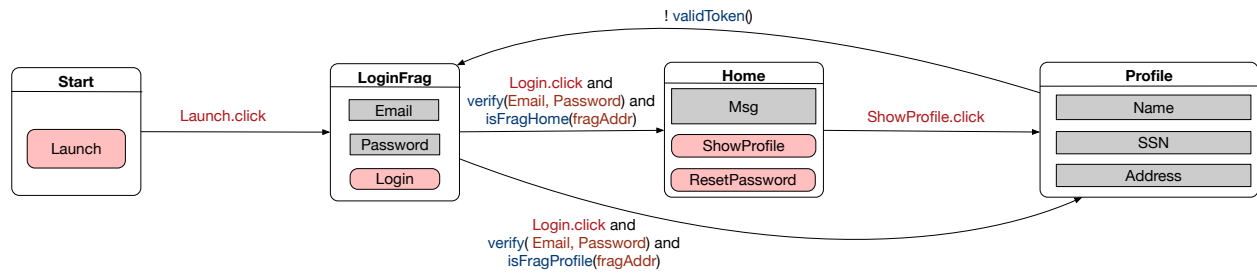 ! validToken()
Start
Launch
Launch.click
LoginFrag
Email
Password
Login
Login.click and
verify(Email, Password) and
isFragHome(fragAddr)
Home
Msg
ShowProfile
ResetPassword
ShowProfile.click
Profile
Name
SSN
Address
Login.click and
verify( Email, Password) and
isFragProfile(fragAddr)